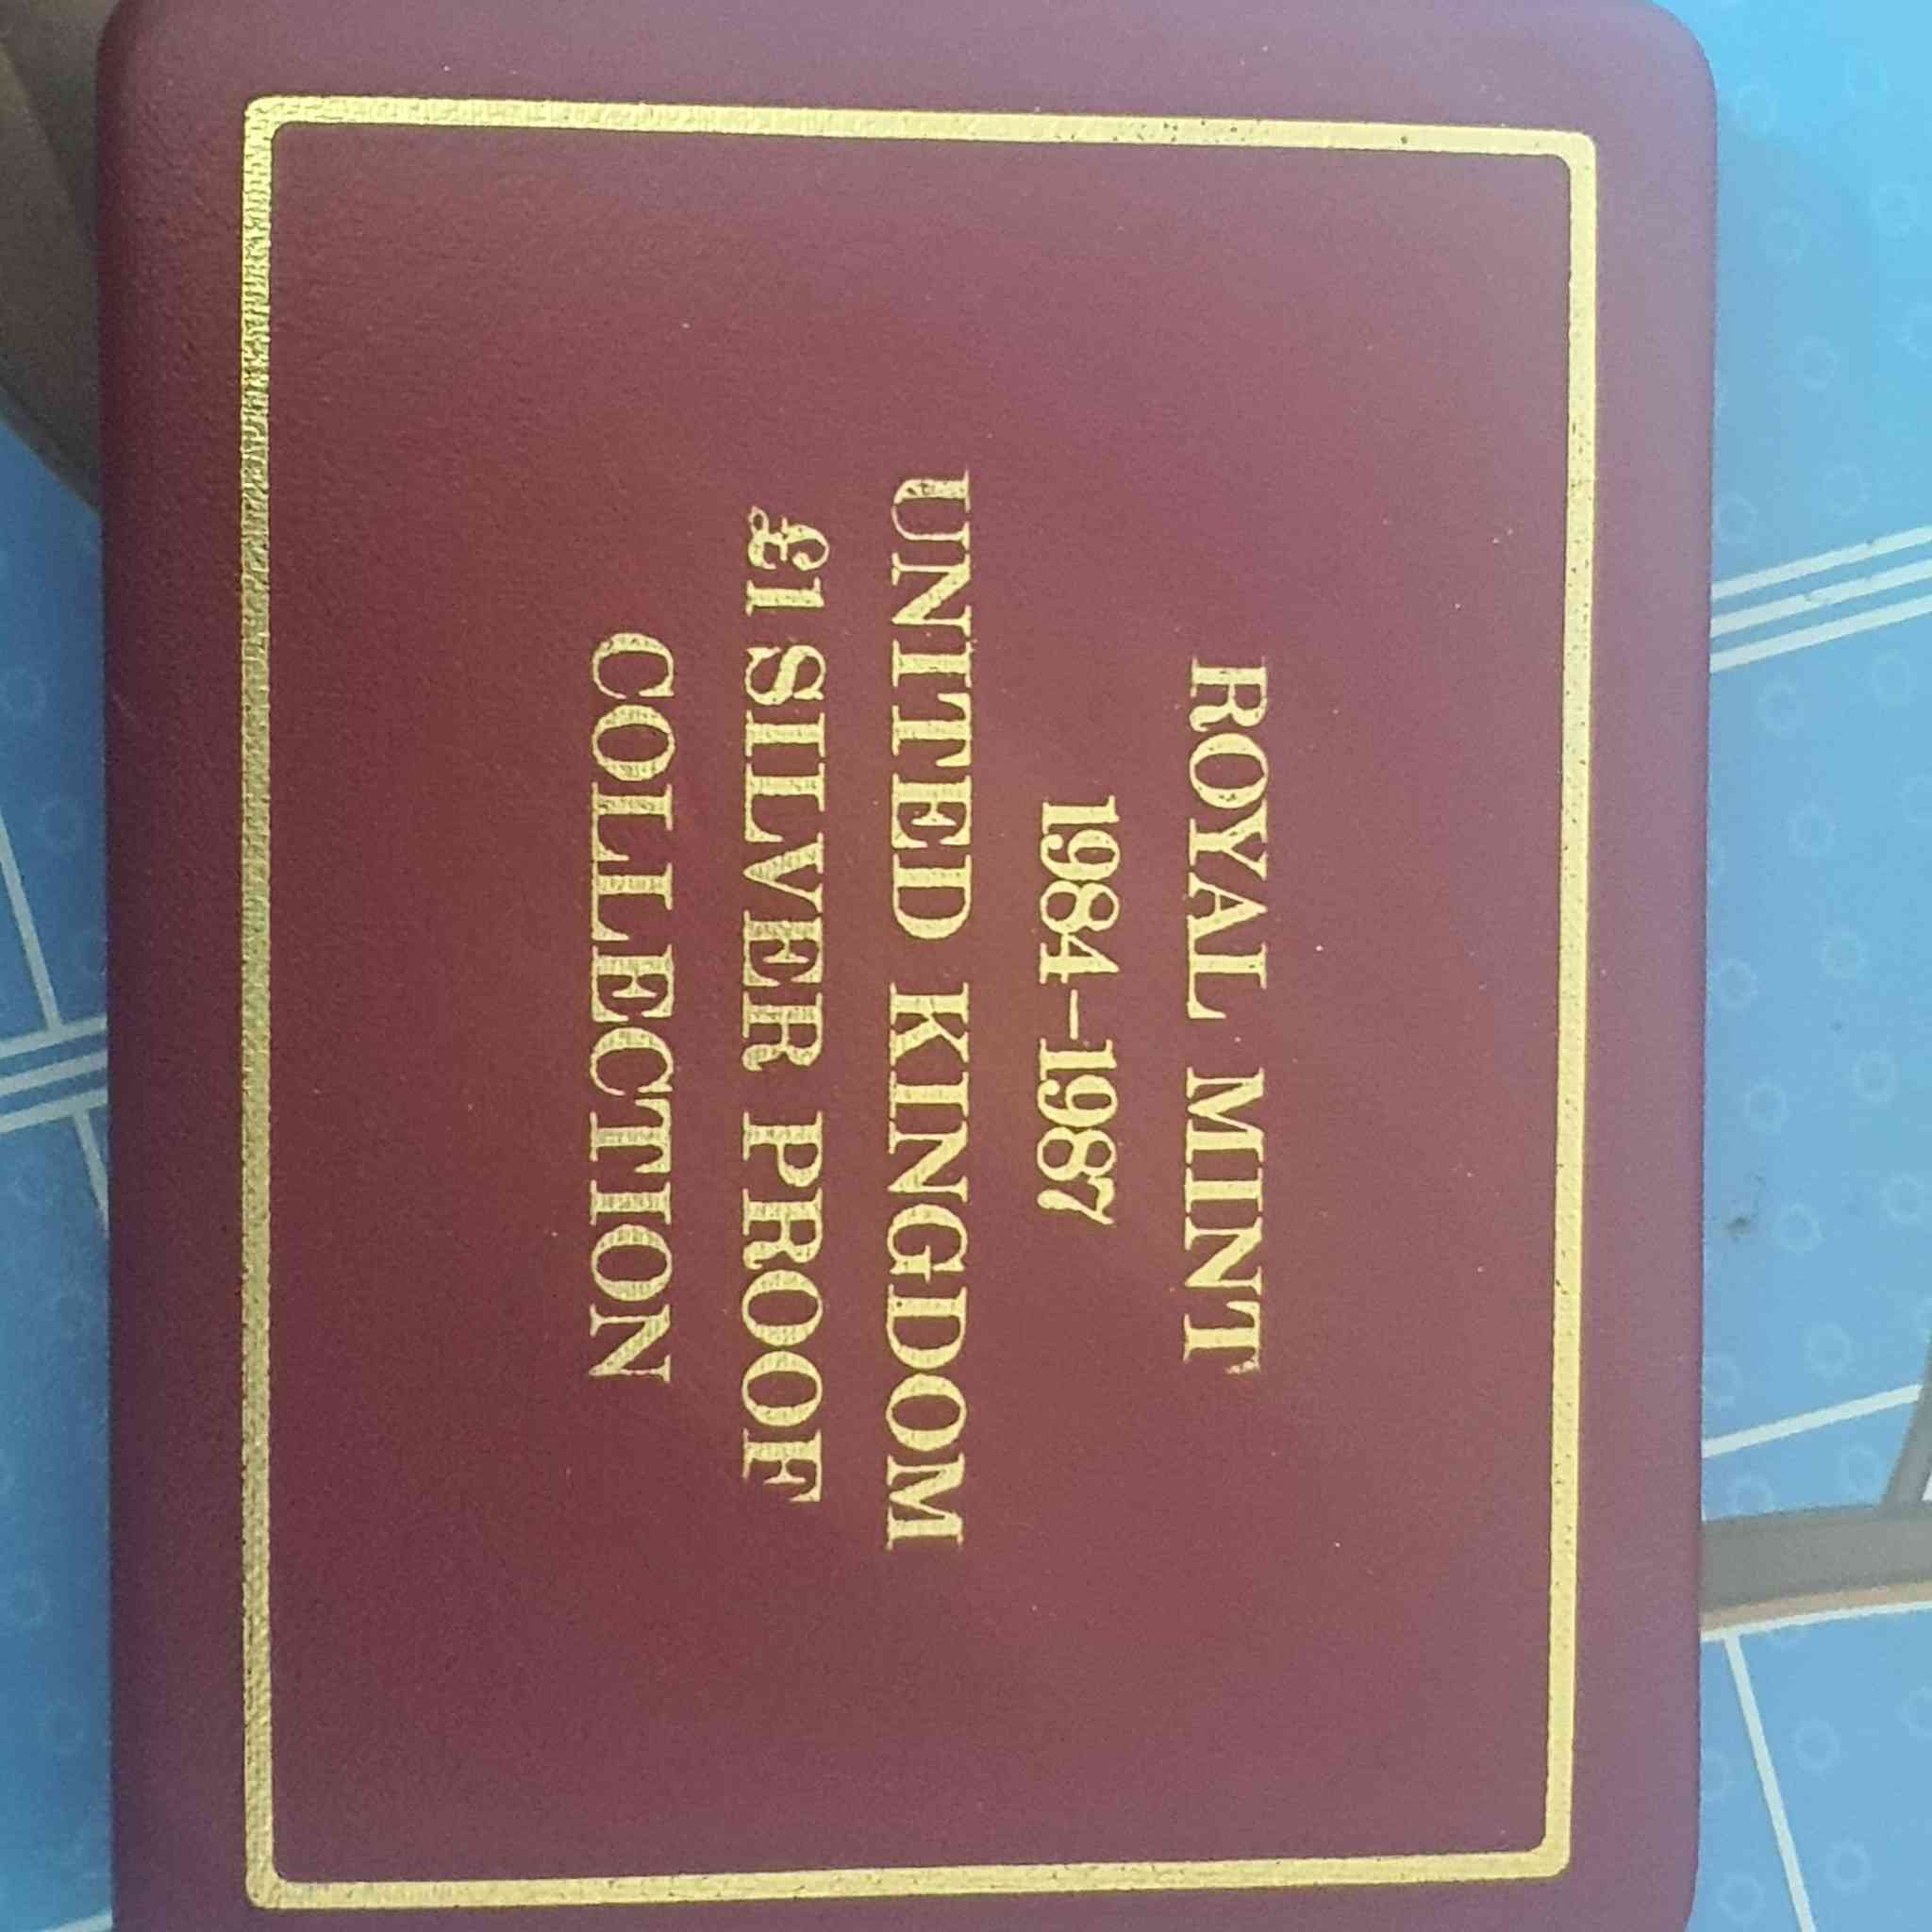 ROYAL MINT
1984–1987
UNITED KINGDOM
£1 SILVER PROOF
COLLECTION